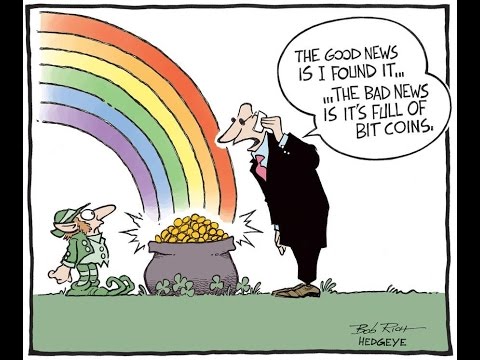 THE GOOD NEWS
IS I FOUND IT...
...THE BAD NEWS
IS IT'S FULL OF
BIT COINS.
BOB RICH
HEDGEYE